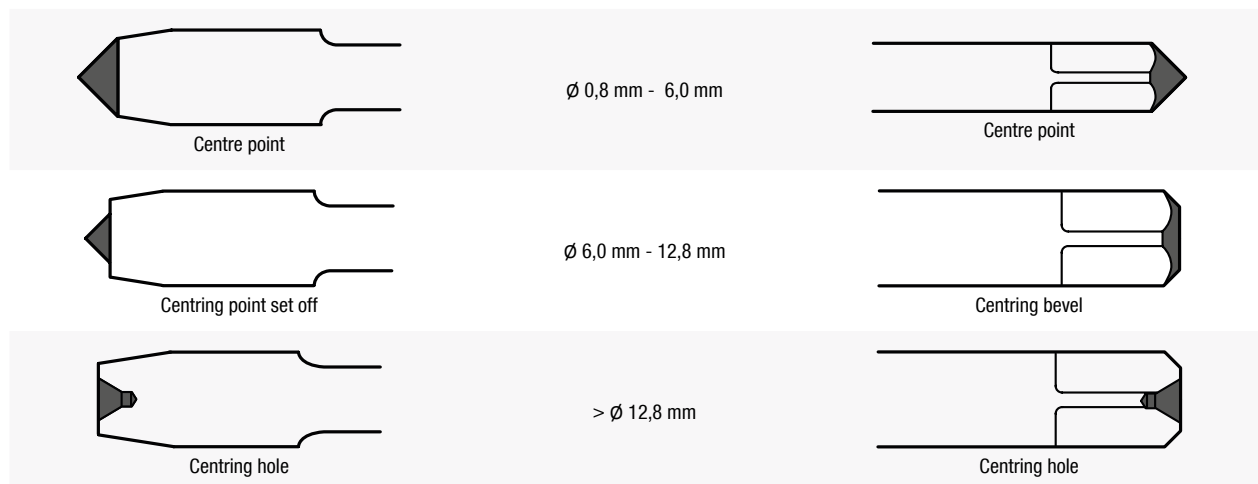 Centre point
Ø 0,8 mm - 6,0 mm
Centre point
Centring point set off
Ø 6,0 mm - 12,8 mm
Centring bevel
Centring hole
> Ø 12,8 mm
Centring hole